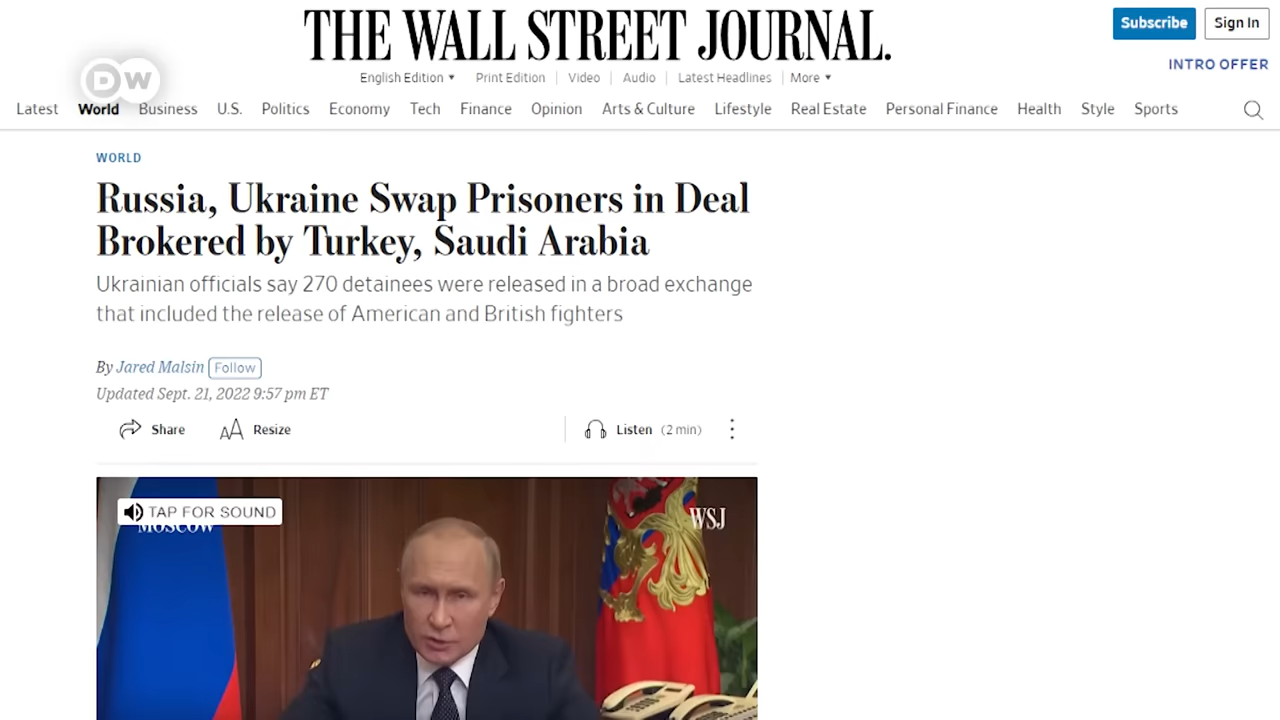 THE WALL STREET JOURNAL.
Subscribe
Sign In
English Edition
Print Edition
Video
Audio
Latest Headlines
More
INTRO OFFER
DW
Latest
World
Business
U.S.
Politics
Economy
Tech
Finance
Opinion
Arts & Culture
Lifestyle
Real Estate
Personal Finance
Health
Style
Sports
WORLD
Russia, Ukraine Swap Prisoners in Deal
Brokered by Turkey, Saudi Arabia
Ukrainian officials say 270 detainees were released in a broad exchange
that included the release of American and British fighters
By Jared Malsin Follow
Updated Sept. 21, 2022 9:57 pm ET
Share
Resize
Listen (2 min)
TAP FOR SOUND
MOSCOW
WSJ